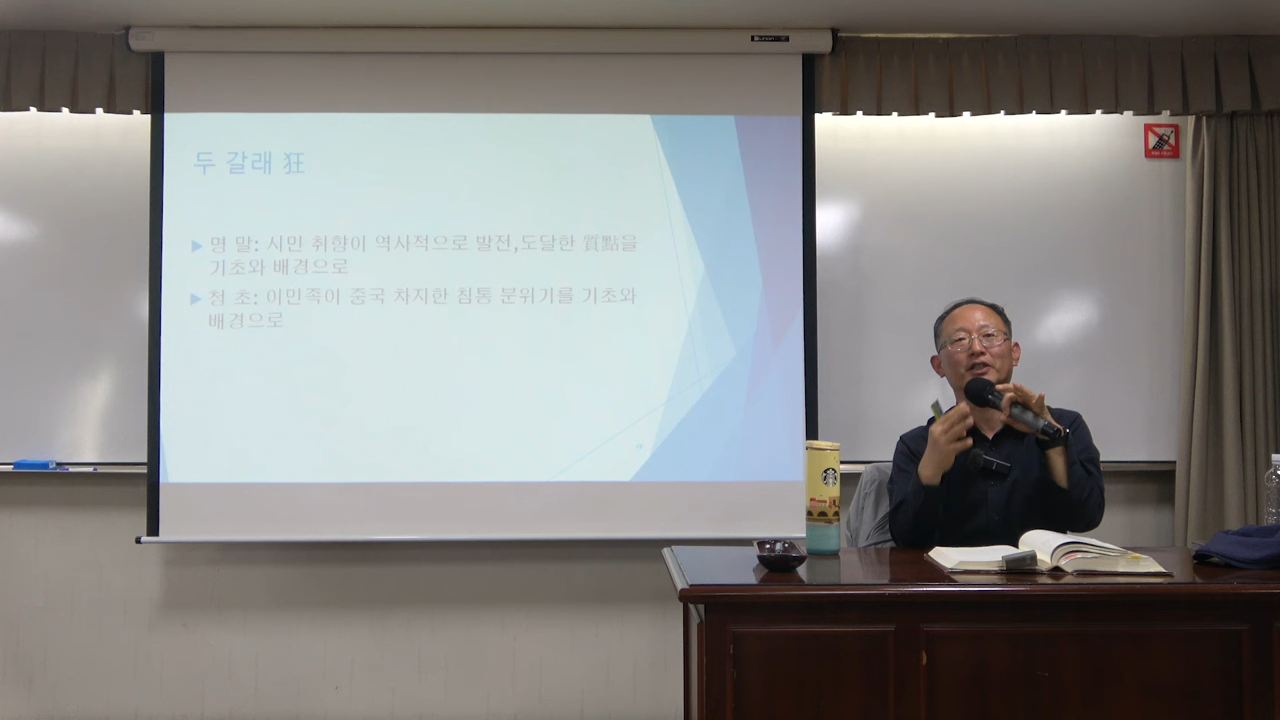 두 갈래 狂
명 말: 시민 취향이 역사적으로 발전,도달한 質點을
기초와 배경으로
청 초: 이민족이 중국 차지한 침통 분위기를 기초와
배경으로